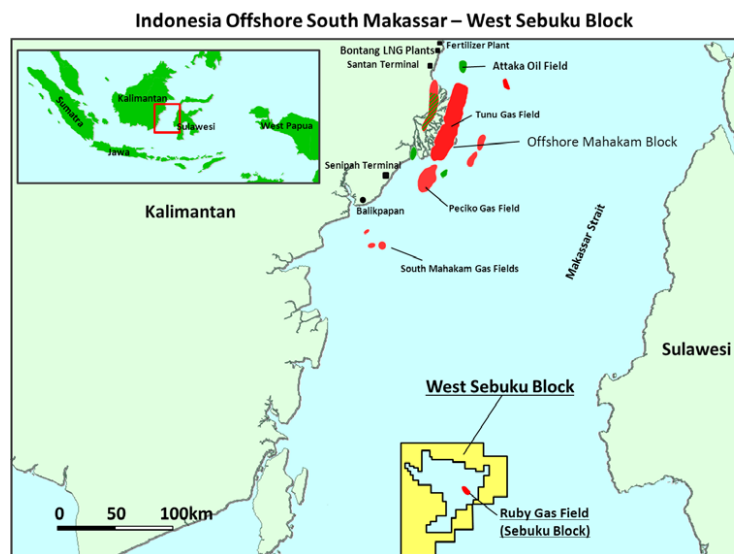 Indonesia Offshore South Makassar – West Sebuku Block
Fertilizer Plant
Bontang LNG Plants
Santan Terminal
Attaka Oil Field
Kalimantan
Sumatra
Sulawesi
West Papua
Jawa
Tunu Gas Field
Offshore Mahakam Block
Senipah Terminal
Peciko Gas Field
Balikpapan
Kalimantan
Makassar Strait
South Mahakam Gas Fields
Sulawesi
West Sebuku Block
Ruby Gas Field
(Sebuku Block)
0 50 100km